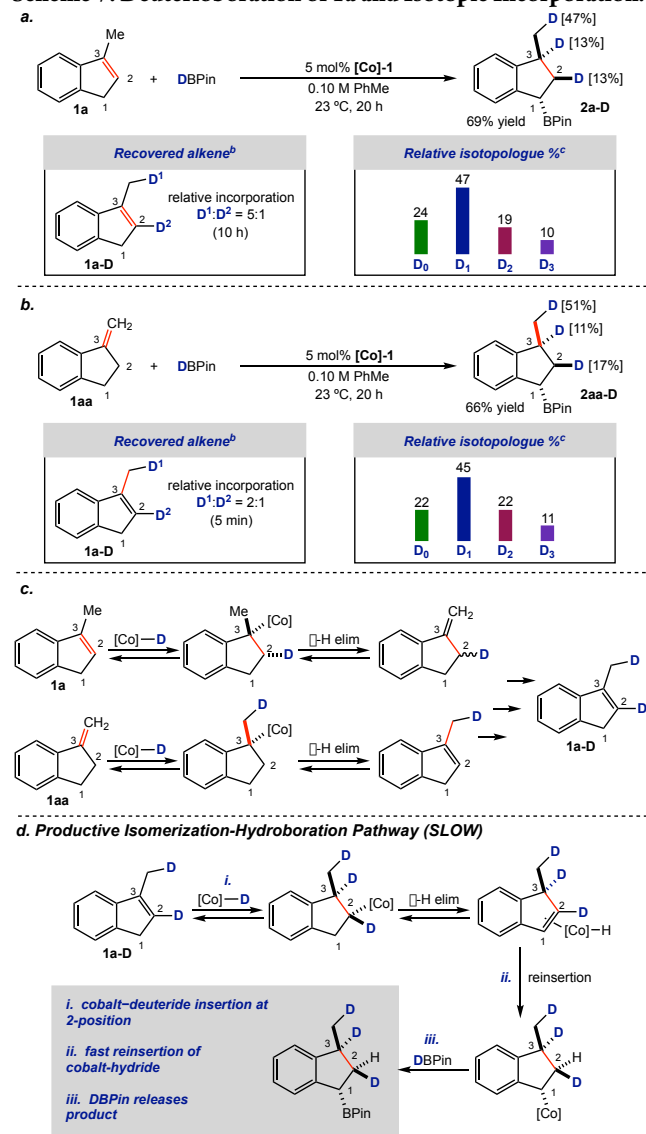 Scheme 7. Deuterioboration of 1a and Isotopic Incorporation.
a.
Me
3
2
1
1a
+
DBPin
5 mol% [Co]-1
0.10 M PhMe
23 ºC, 20 h
D [47%]
3
D [13%]
2
D [13%]
1
BPin
69% yield
2a-D
Recovered alkene^b
D¹
3
2
D²
1
1a-D
relative incorporation
D¹:D² = 5:1
(10 h)
Relative isotopologue %^c
24
47
19
10
D₀
D₁
D₂
D₃
b.
CH₂
3
2
1
1aa
+
DBPin
5 mol% [Co]-1
0.10 M PhMe
23 ºC, 20 h
D [51%]
3
D [11%]
2
D [17%]
1
BPin
66% yield
2aa-D
Recovered alkene^b
D¹
3
2
D²
1
1a-D
relative incorporation
D¹:D² = 2:1
(5 min)
Relative isotopologue %^c
22
45
22
11
D₀
D₁
D₂
D₃
c.
Me
3
2
1
1a
[Co]—D
Me
[Co]
3
2
D
1
▯-H elim
CH₂
3
2
D
1
CH₂
3
2
1
1aa
[Co]—D
D
[Co]
3
2
1
▯-H elim
D
3
2
1
D
3
2
D
1
1a-D
d. Productive Isomerization-Hydroboration Pathway (SLOW)
D
3
2
D
1
1a-D
i.
[Co]—D
D
3
D
2
[Co]
D
1
▯-H elim
D
3
D
2
D
1
[Co]—H
ii. reinsertion
D
3
D
2
H
D
1
[Co]
iii.
DBPin
D
3
D
2
H
D
1
BPin
i. cobalt–deuteride insertion at
2-position
ii. fast reinsertion of
cobalt-hydride
iii. DBPin releases
product